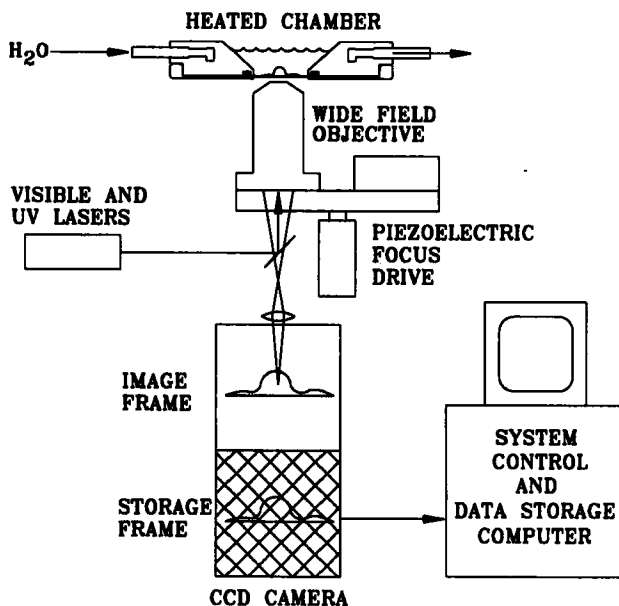 HEATED CHAMBER
H₂O
WIDE FIELD
OBJECTIVE
VISIBLE AND
UV LASERS
PIEZOELECTRIC
FOCUS
DRIVE
IMAGE
FRAME
STORAGE
FRAME
SYSTEM
CONTROL
AND
DATA STORAGE
COMPUTER
CCD CAMERA